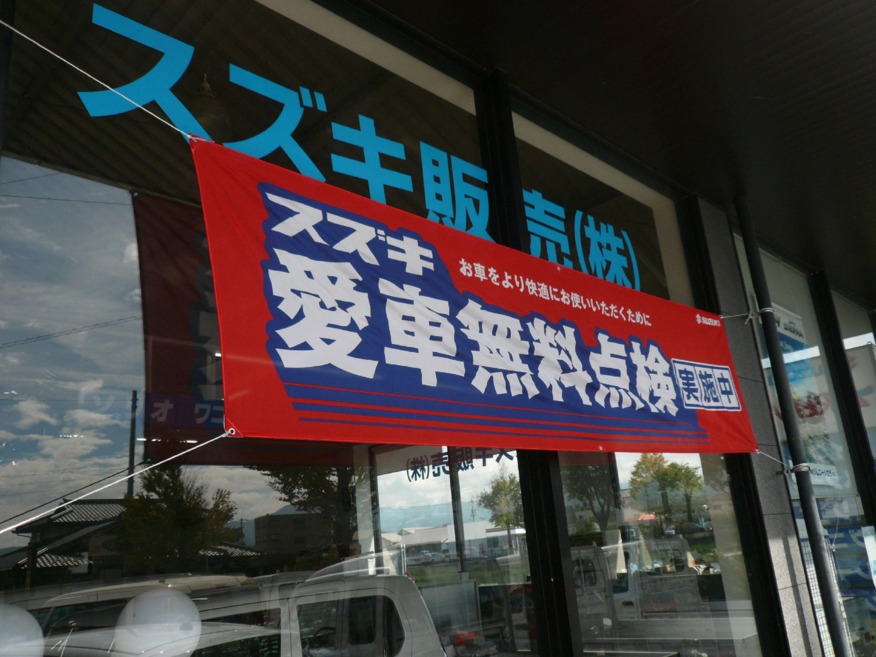 スズキ販売(株)
お車をより快適にお使いいただくために
SUZUKI
スズキ
愛車無料点検
実施中